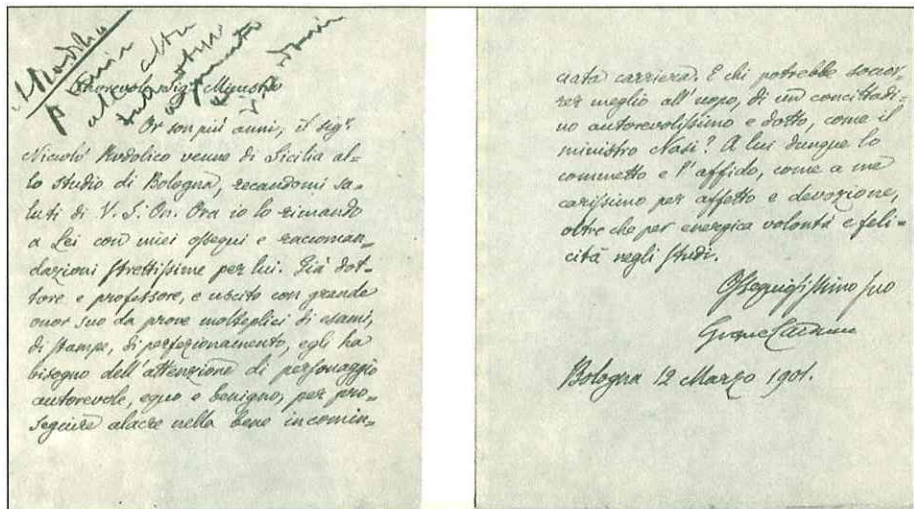 Onorevole Sig. Ministro
Or son più anni, il sigr.
Niccolò Rodolico venne di Sicilia al=
lo studio di Bologna, recandomi sa=
luti di V. S. On. Ora io lo rimando
a Lei con miei ossequi e raccoman=
dazioni strettissime per lui. Già dot=
tore e professore, e uscito con grande
onor suo da prove molteplici di esami,
di stampe, di perfezionamento, egli ha
bisogno dell'attenzione di personaggio
autorevole, equo e benigno, per pro=
seguire alacre nella bene incomin=
ciata carriera. E chi potrebbe soccor=
rer meglio all'uopo, di un concittadi=
no autorevolissimo e dotto, come il
ministro Nasi? A lui dunque lo
commetto e l'affido, come a me
carissimo per affetto e devozione,
oltre che per energica volontà e feli=
cità negli studi.
Ossequiosissimo suo
Giosue Carducci
Bologna 12 Marzo 1901.